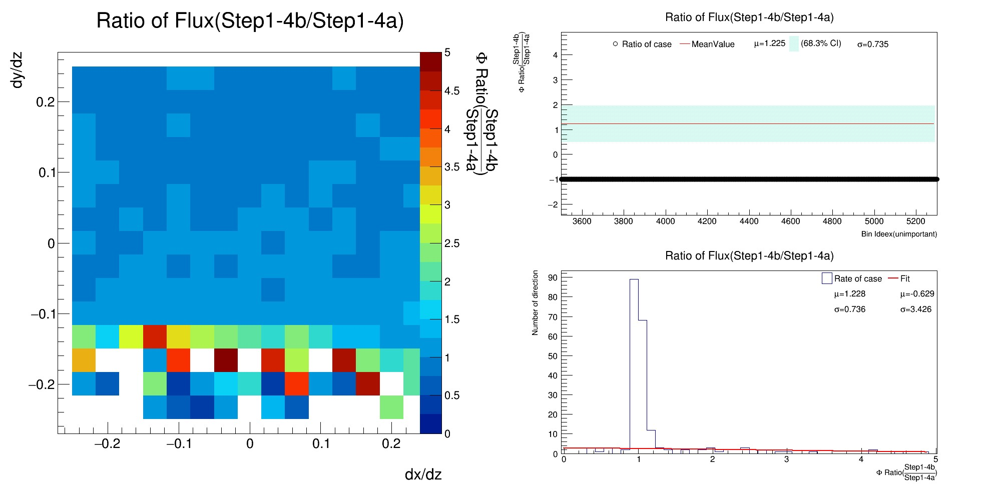 Ratio of Flux(Step1-4b/Step1-4a)
dy/dz
0.2
0.1
0
−0.1
−0.2
−0.2
−0.1
0
0.1
0.2
dx/dz
5
4.5
4
3.5
3
2.5
2
1.5
1
0.5
0
Φ Ratio(Step1-4b/Step1-4a)
Ratio of Flux(Step1-4b/Step1-4a)
Φ Ratio(Step1-4b/Step1-4a)
Ratio of case MeanValue μ=1.225 (68.3% CI) σ=0.735
4
3
2
1
0
−1
−2
3600 3800 4000 4200 4400 4600 4800 5000 5200
Bin Ideex(unimportant)
Ratio of Flux(Step1-4b/Step1-4a)
Number of direction
Rate of case Fit
μ=1.228 μ=-0.629
σ=0.736 σ=3.426
90
80
70
60
50
40
30
20
10
0
0 1 2 3 4 5
Φ Ratio(Step1-4b/Step1-4a)